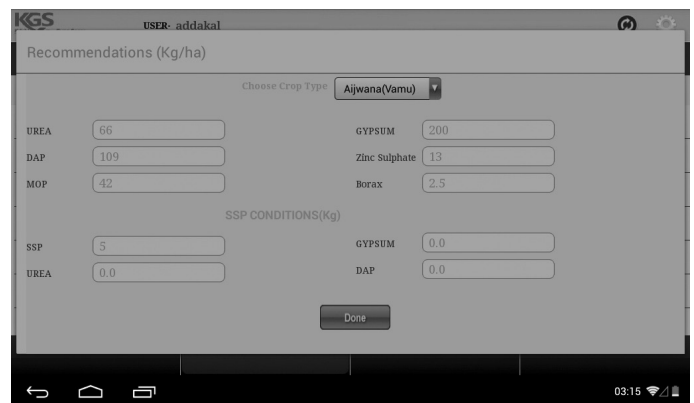 KGS
USER- addakal
Recommendations (Kg/ha)
Choose Crop Type Aijwana(Vamu)
UREA 66 GYPSUM 200
DAP 109 Zinc Sulphate 13
MOP 42 Borax 2.5
SSP CONDITIONS(Kg)
SSP 5 GYPSUM 0.0
UREA 0.0 DAP 0.0
Done
03:15